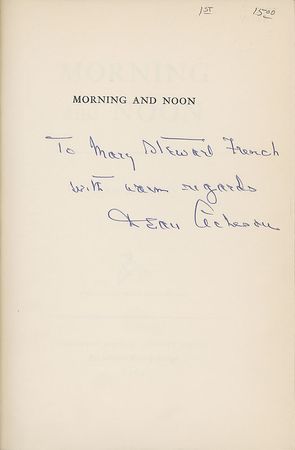 1ST 15.00
MORNING AND NOON
To Mary Stewart French
with warm regards
Dean Acheson